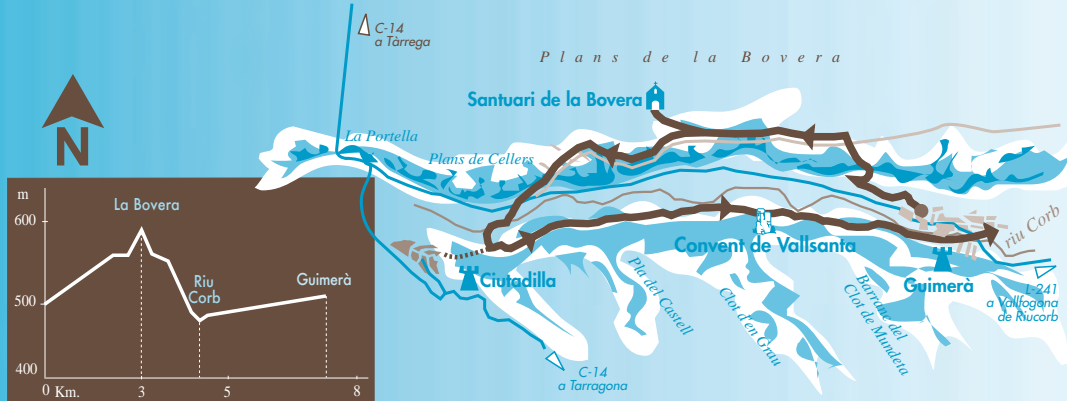 C-14
a Tàrrega
Plans de la Bovera
Santuari de la Bovera
N
La Portella
Plans de Cellers
m
La Bovera
600
riu Corb
Convent de Vallsanta
Riu
Corb
Guimerà
Ciutadilla
Guimerà
Pla del Castell
Clot d'en Grau
Barranc del
Clot de Mundeta
L-241
a Vallfogona
de Riucorb
500
400
C-14
a Tarragona
0 Km.
3
5
8